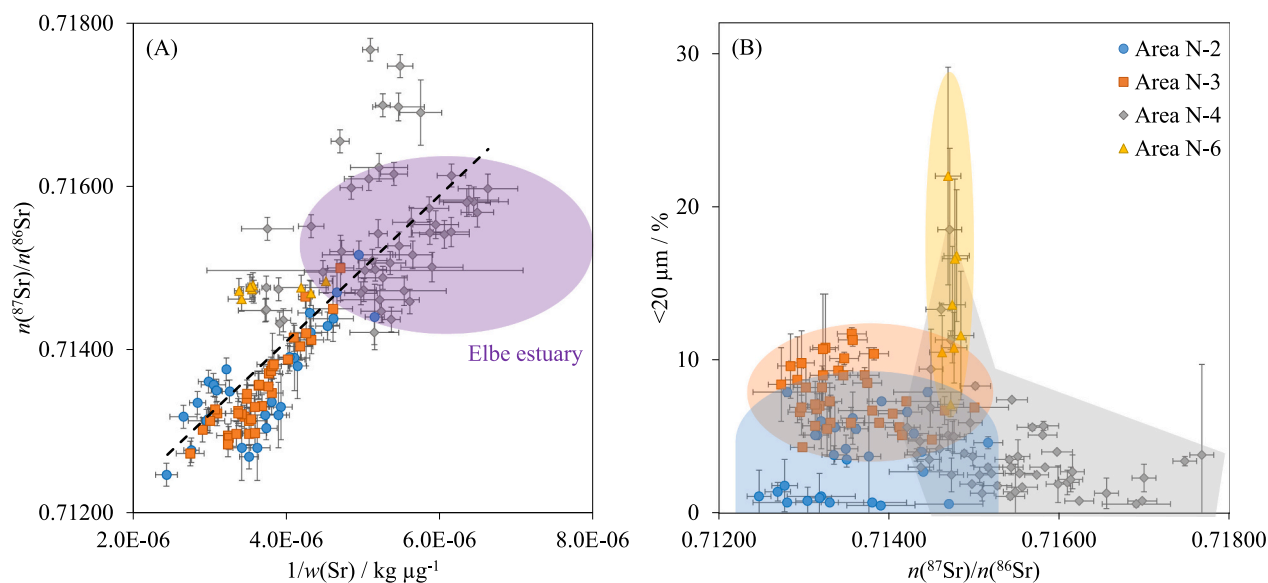 0.71800
(A)
0.71600
0.71400
0.71200
n(⁸⁷Sr)/n(⁸⁶Sr)
Elbe estuary
2.0E-06
4.0E-06
6.0E-06
8.0E-06
1/w(Sr) / kg µg⁻¹
30
(B)
20
10
0
<20 µm / %
Area N-2
Area N-3
Area N-4
Area N-6
0.71200
0.71400
0.71600
0.71800
n(⁸⁷Sr)/n(⁸⁶Sr)